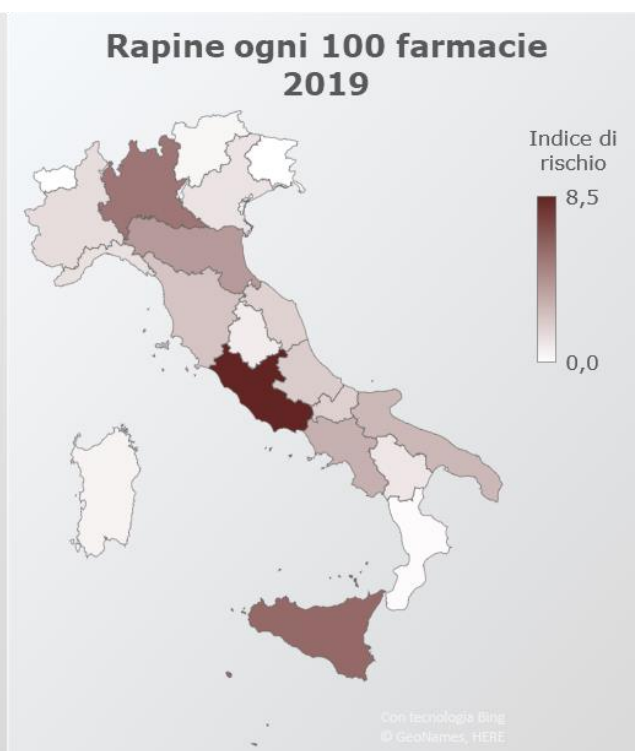 Rapine ogni 100 farmacie
2019
Indice di
rischio
8,5
0,0
Con tecnologia Bing
© GeoNames, HERE